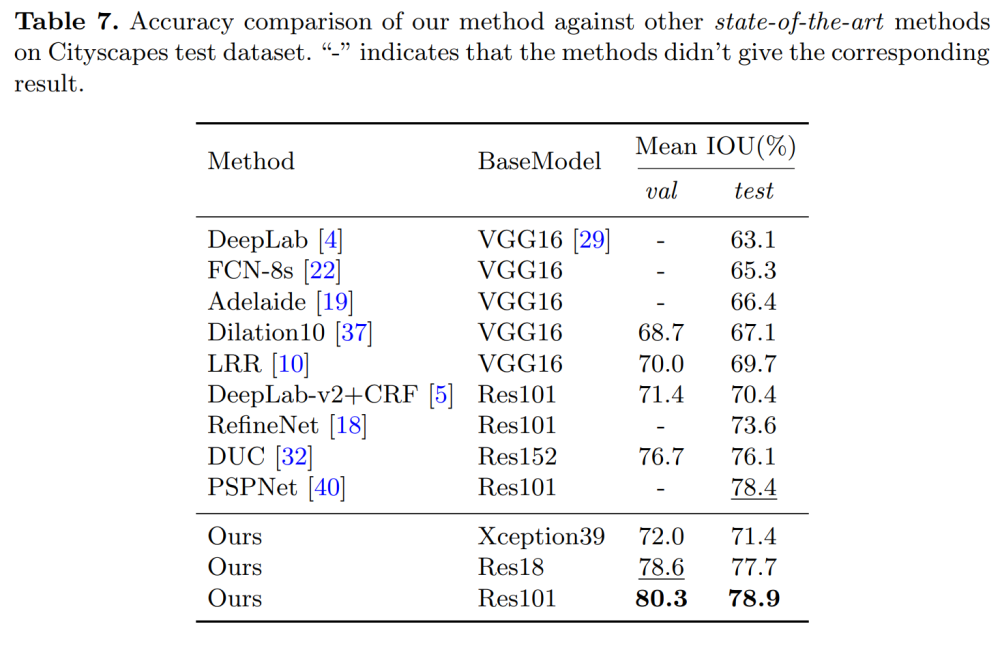 Table 7. Accuracy comparison of our method against other state-of-the-art methods
on Cityscapes test dataset. “-” indicates that the methods didn’t give the corresponding
result.
Method BaseModel Mean IOU(%)
val test
DeepLab [4] VGG16 [29] - 63.1
FCN-8s [22] VGG16 - 65.3
Adelaide [19] VGG16 - 66.4
Dilation10 [37] VGG16 68.7 67.1
LRR [10] VGG16 70.0 69.7
DeepLab-v2+CRF [5] Res101 71.4 70.4
RefineNet [18] Res101 - 73.6
DUC [32] Res152 76.7 76.1
PSPNet [40] Res101 - 78.4
Ours Xception39 72.0 71.4
Ours Res18 78.6 77.7
Ours Res101 80.3 78.9